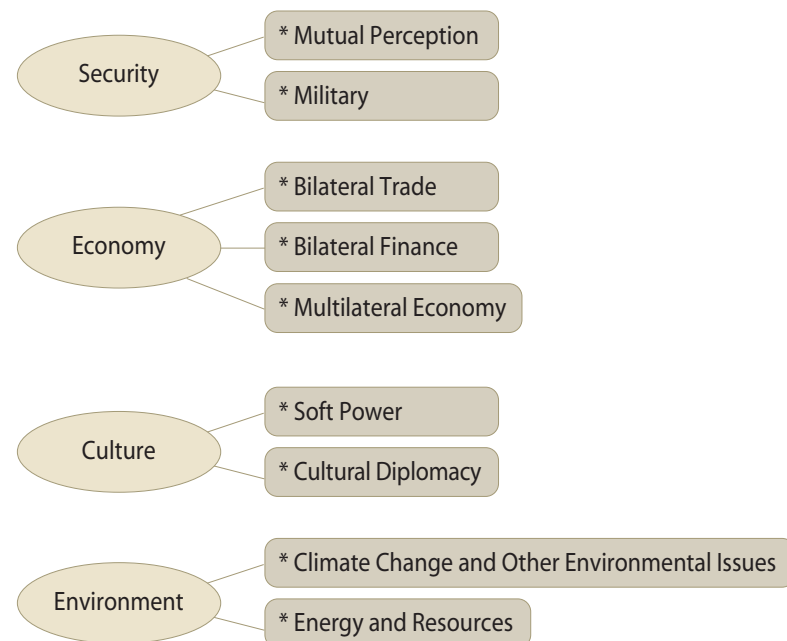 Security
* Mutual Perception
* Military
Economy
* Bilateral Trade
* Bilateral Finance
* Multilateral Economy
Culture
* Soft Power
* Cultural Diplomacy
Environment
* Climate Change and Other Environmental Issues
* Energy and Resources